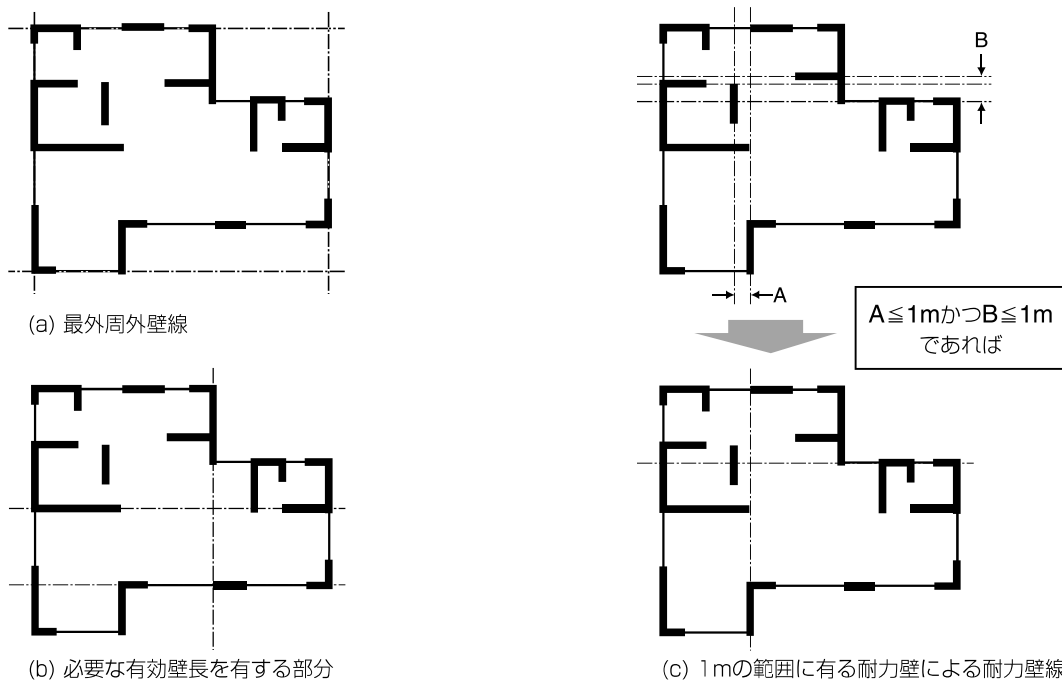 B
A
(a) 最外周外壁線
A≦1mかつB≦1m
であれば
(b) 必要な有効壁長を有する部分
(c) 1mの範囲に有る耐力壁による耐力壁線